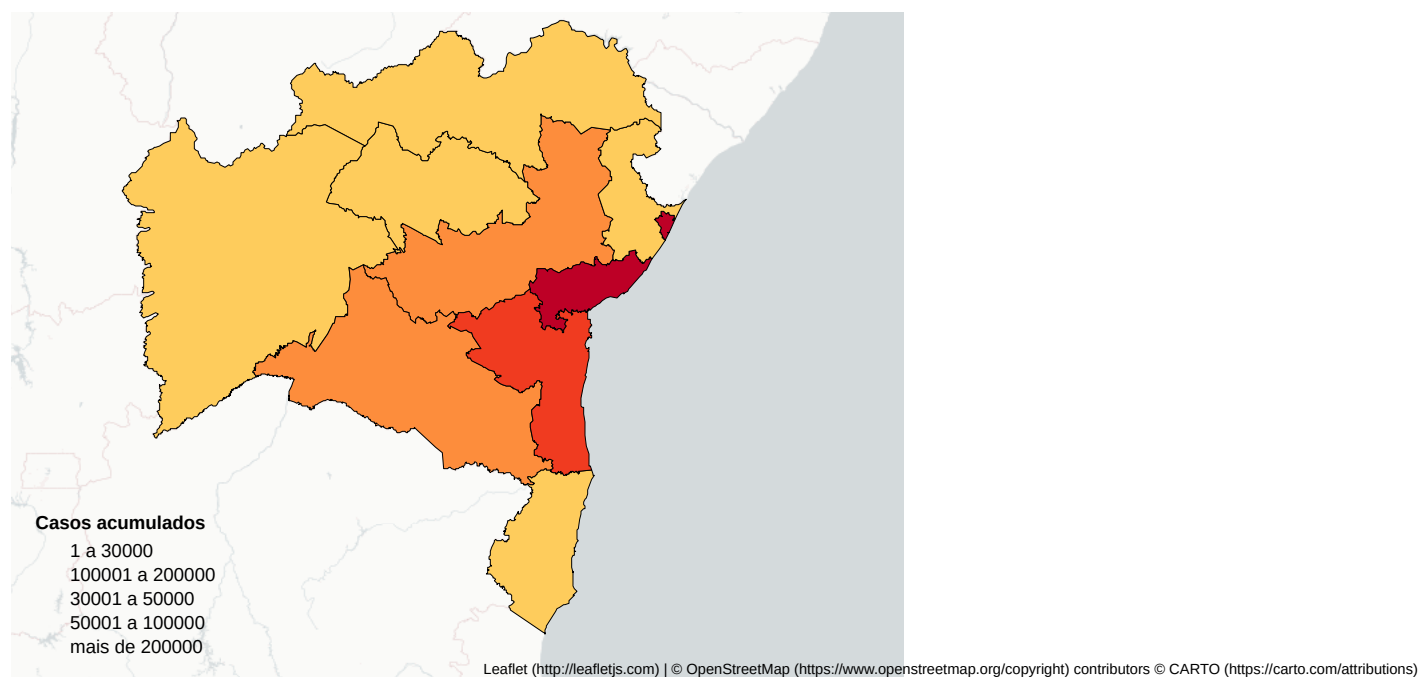 Casos acumulados
1 a 30000
100001 a 200000
30001 a 50000
50001 a 100000
mais de 200000
Leaflet (http://leafletjs.com) | © OpenStreetMap (https://www.openstreetmap.org/copyright) contributors © CARTO (https://carto.com/attributions)